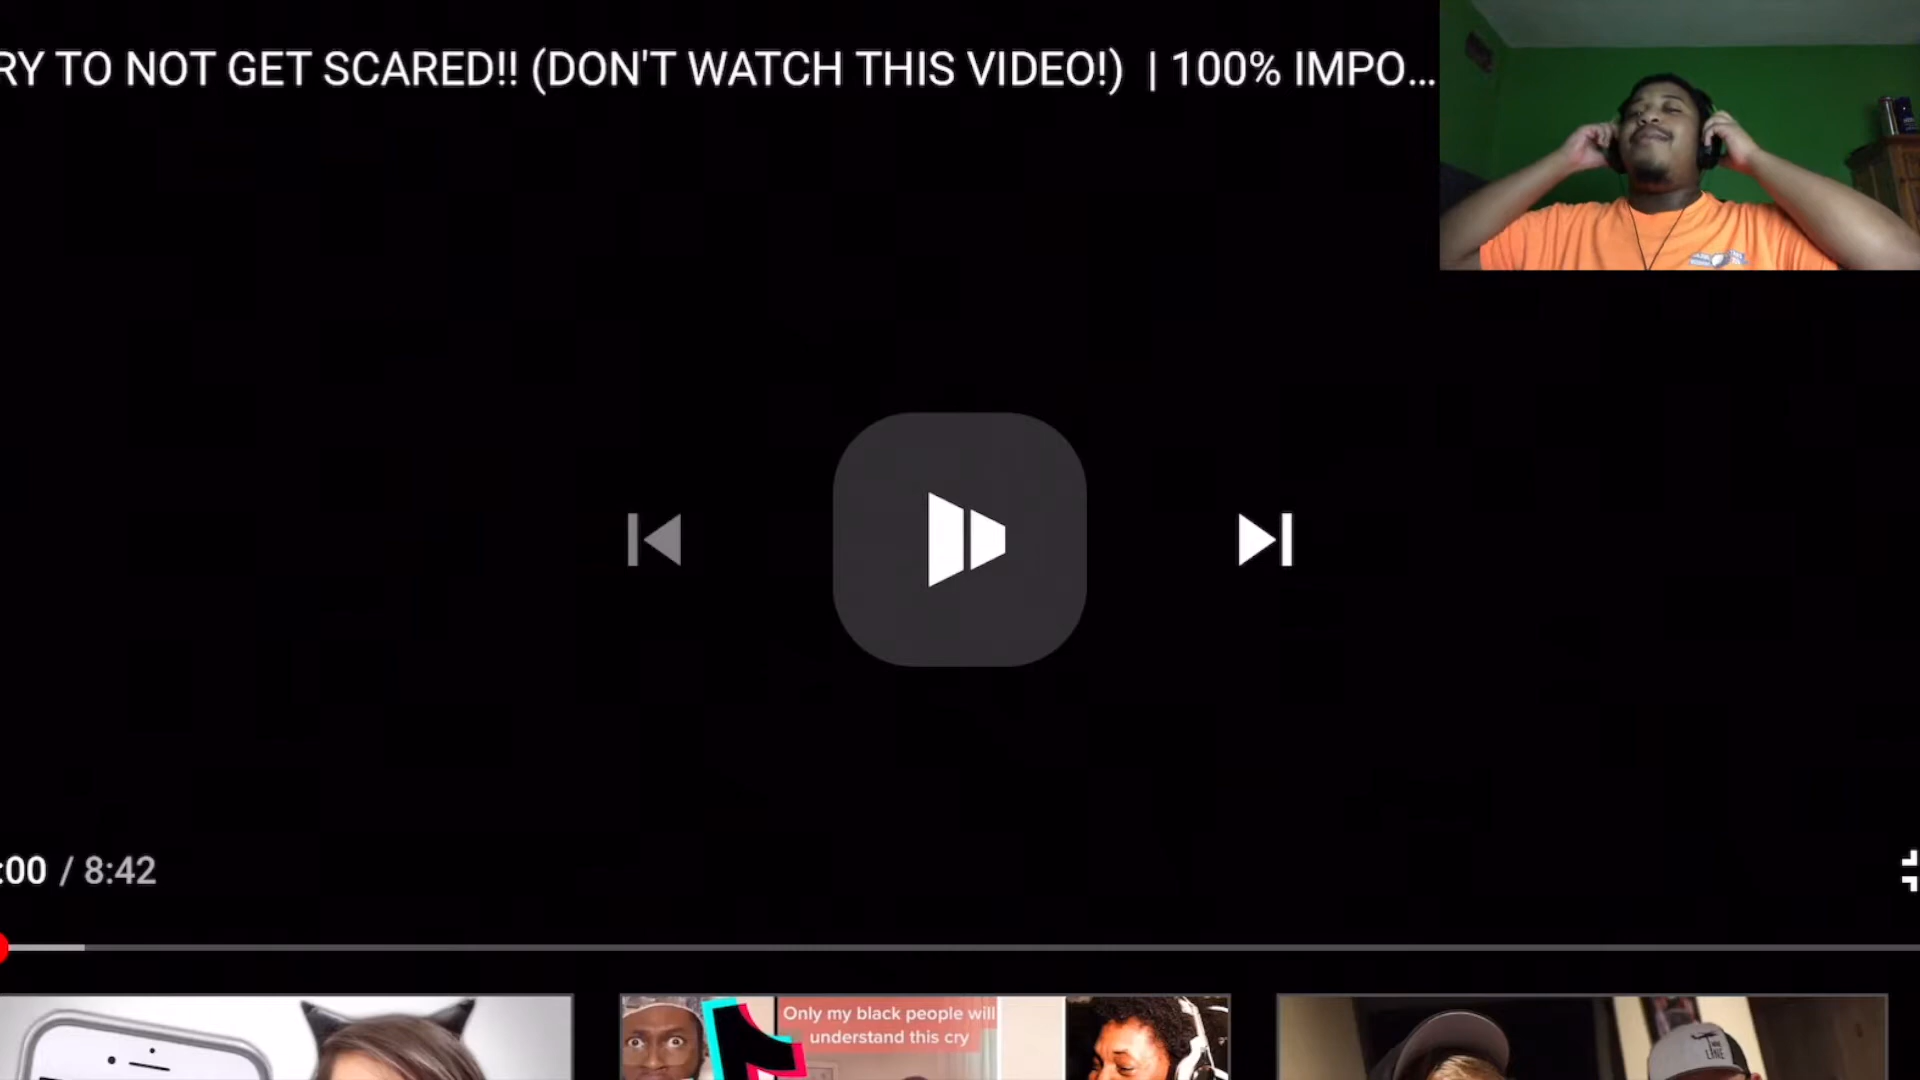 RY TO NOT GET SCARED!! (DON'T WATCH THIS VIDEO!) | 100% IMPO...
:00 / 8:42
Only my black people will
understand this cry